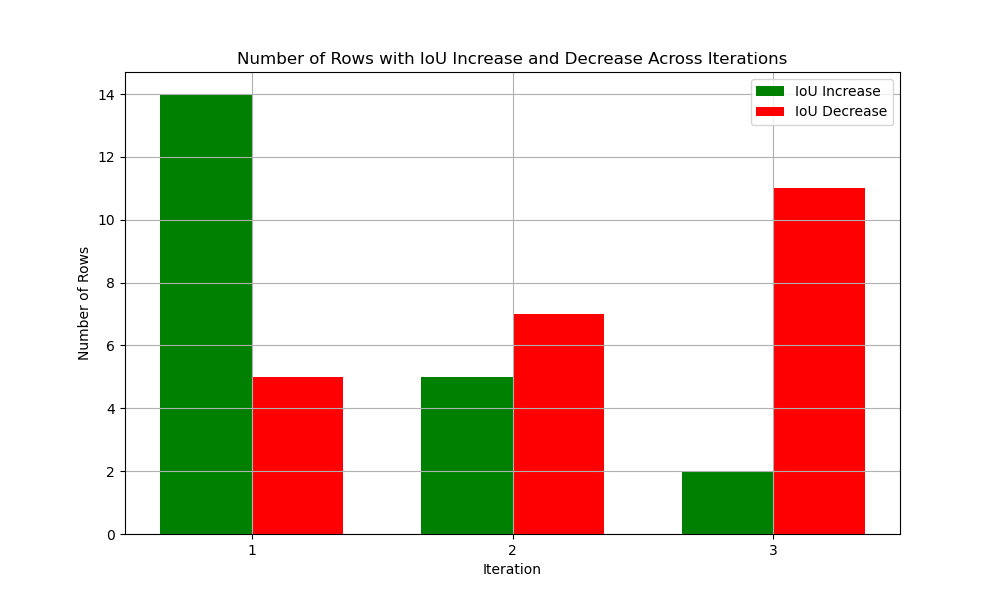 Number of Rows with IoU Increase and Decrease Across Iterations
IoU Increase
IoU Decrease
Number of Rows
14
12
10
8
6
4
2
0
1
2
3
Iteration